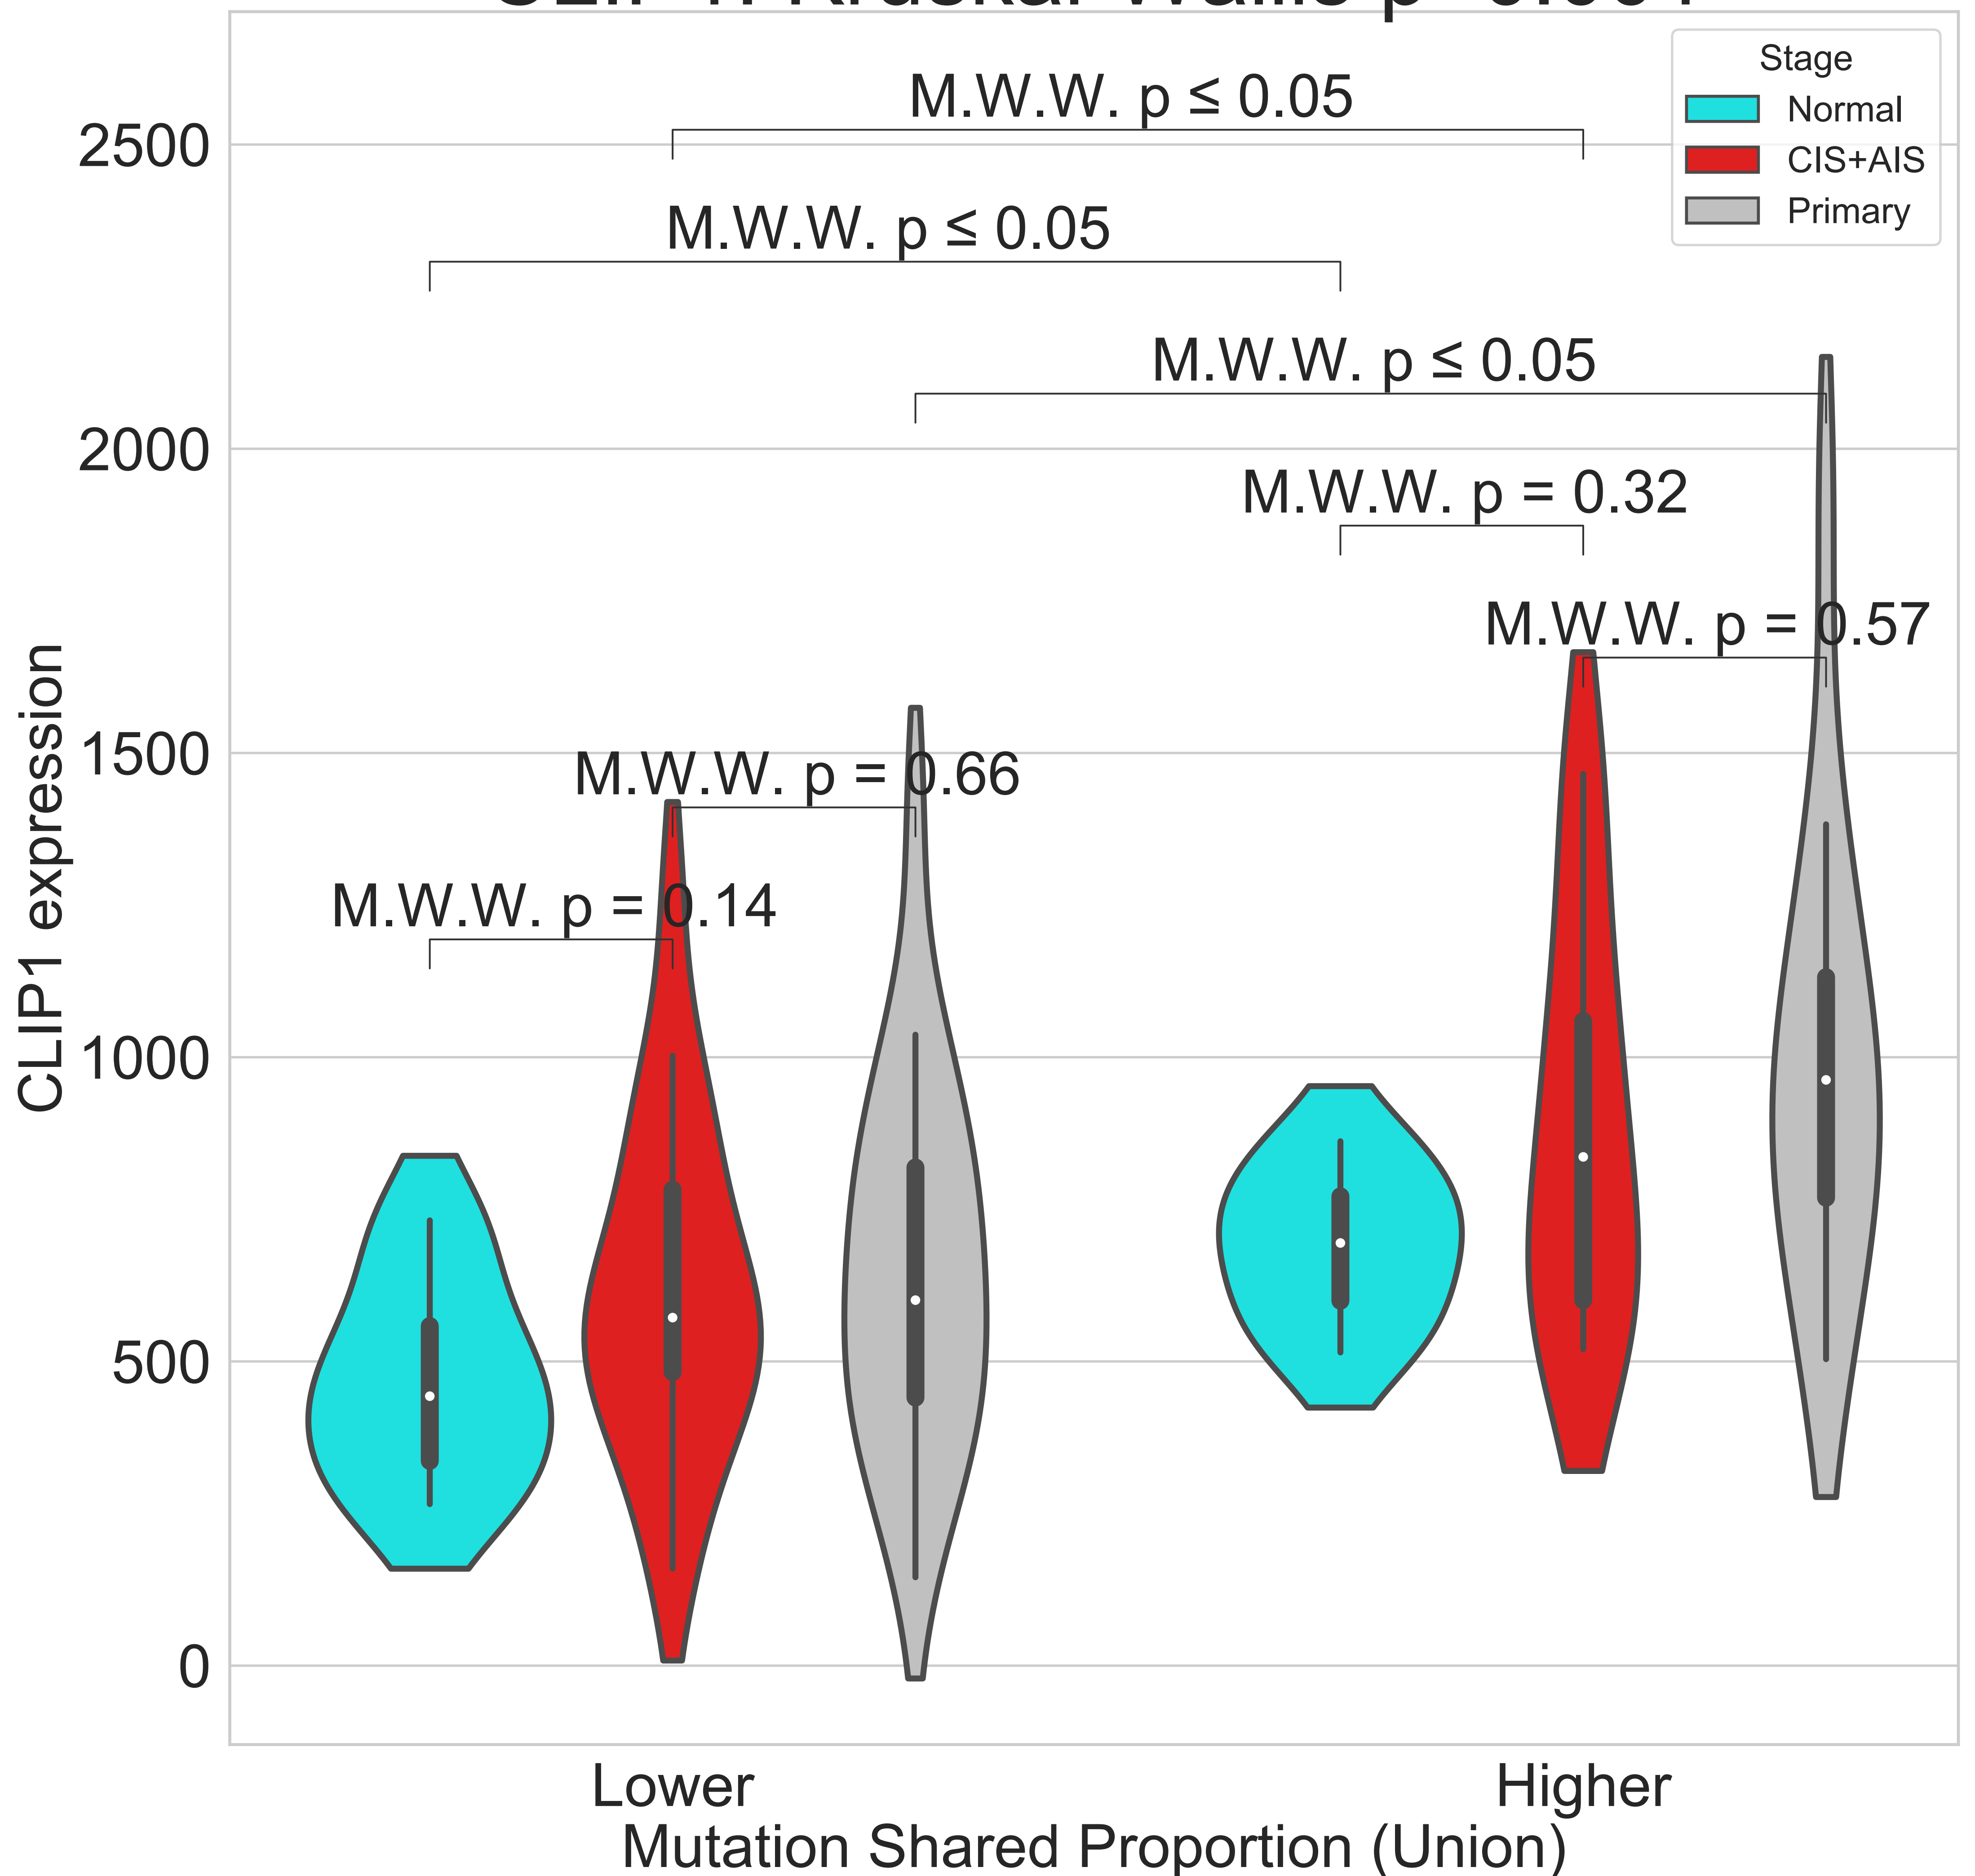 Stage
Normal
CIS+AIS
Primary
M.W.W. p ≤ 0.05
M.W.W. p ≤ 0.05
M.W.W. p ≤ 0.05
M.W.W. p = 0.32
M.W.W. p = 0.57
M.W.W. p = 0.66
M.W.W. p = 0.14
2500
2000
1500
1000
500
0
CLIP1 expression
Lower
Higher
Mutation Shared Proportion (Union)